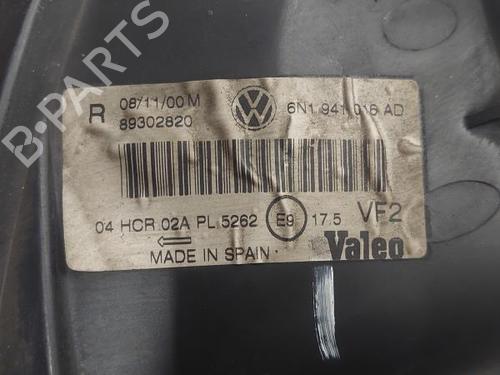 B-PARTS
R 08/11/00 M 6N1 941 016 AD
89302820
04 HCR 02A PL 5262 E9 17.5 VF2
MADE IN SPAIN Valeo